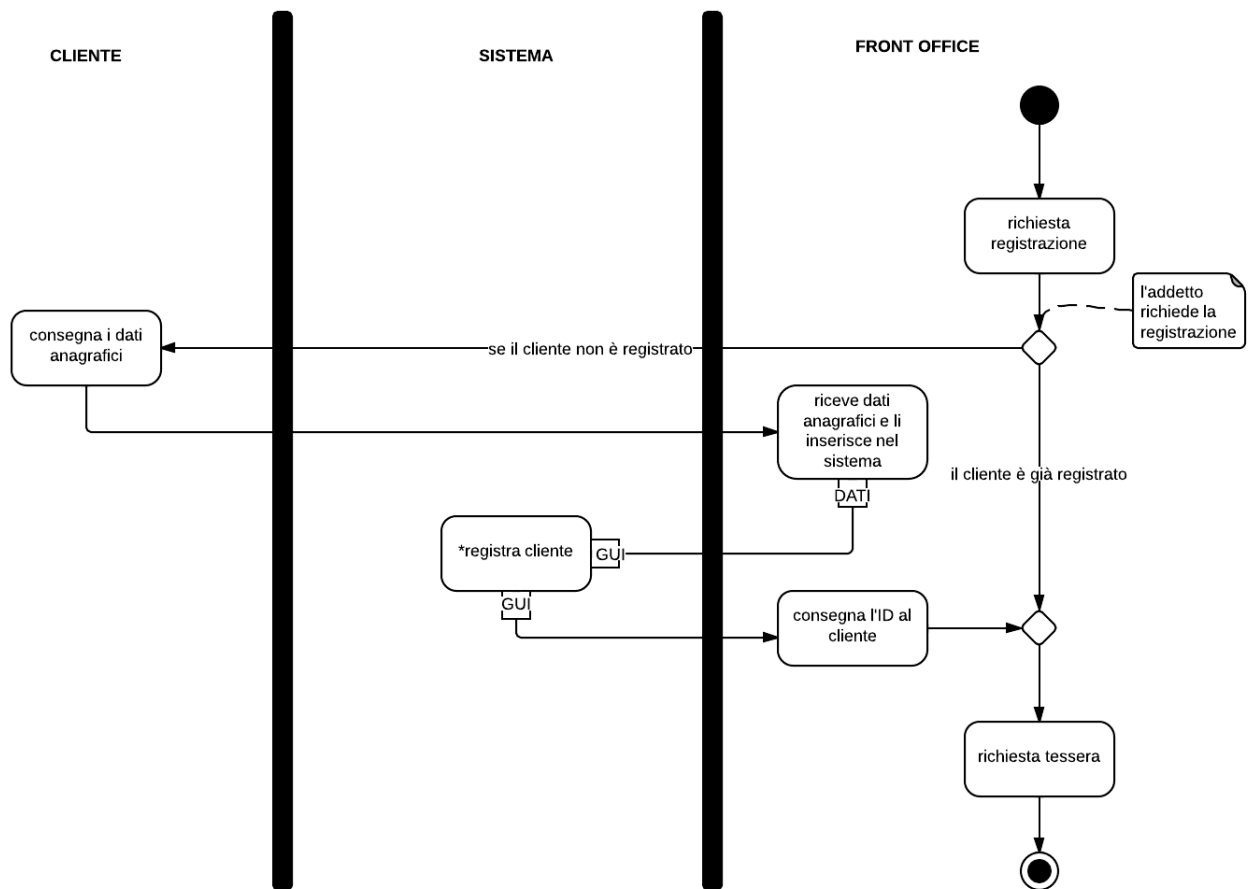 CLIENTE
SISTEMA
FRONT OFFICE
richiesta
registrazione
l'addetto
richiede la
registrazione
consegna i dati
anagrafici
se il cliente non è registrato
riceve dati
anagrafici e li
inserisce nel
sistema
DATI
il cliente è già registrato
*registra cliente
GUI
GUI
consegna l'ID al
cliente
richiesta tessera